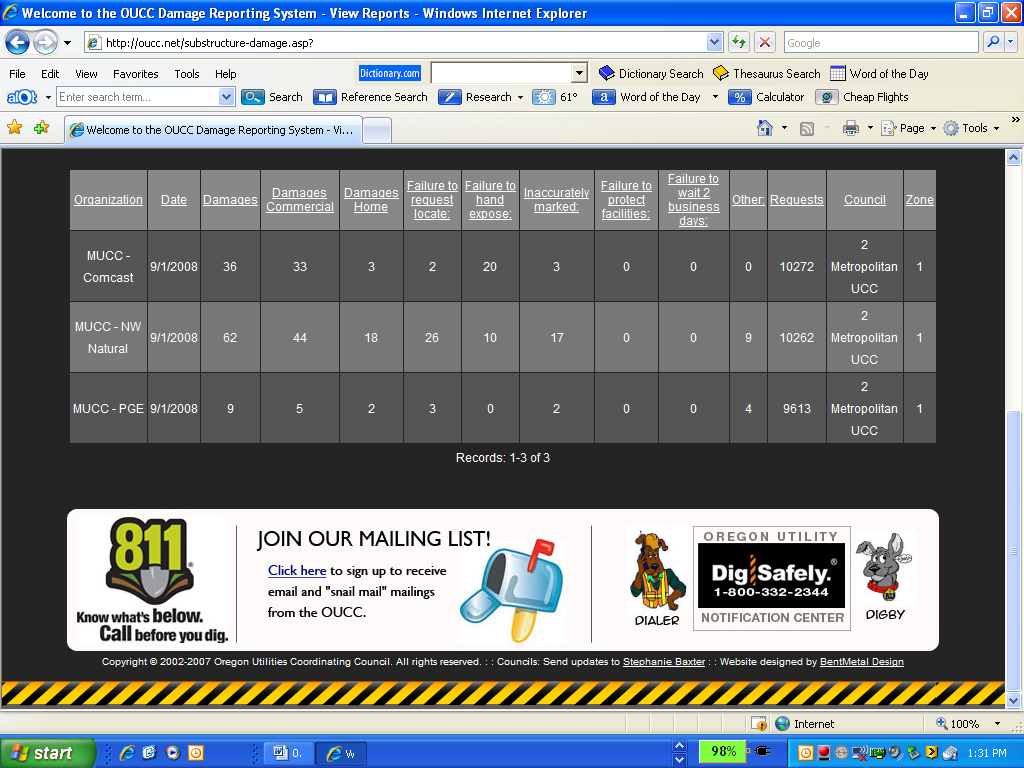 Welcome to the OUCC Damage Reporting System - View Reports - Windows Internet Explorer
http://oucc.net/substructure-damage.asp?
Google
File Edit View Favorites Tools Help
Dictionary.com
Dictionary Search Thesaurus Search Word of the Day
Enter search term...
Search Reference Search Research 61° Word of the Day Calculator Cheap Flights
Welcome to the OUCC Damage Reporting System - Vi...
Page Tools
Organization Date Damages Damages Commercial Damages Home Failure to request locate: Failure to hand expose: Inaccurately marked: Failure to protect facilities: Failure to wait 2 business days: Other: Requests Council Zone
MUCC - Comcast 9/1/2008 36 33 3 2 20 3 0 0 0 10272 2 Metropolitan UCC 1
MUCC - NW Natural 9/1/2008 62 44 18 26 10 17 0 0 9 10262 2 Metropolitan UCC 1
MUCC - PGE 9/1/2008 9 5 2 3 0 2 0 0 4 9613 2 Metropolitan UCC 1
Records: 1-3 of 3
811
Know what's below.
Call before you dig.
JOIN OUR MAILING LIST!
Click here to sign up to receive
email and "snail mail" mailings
from the OUCC.
DIALER
OREGON UTILITY
Dig Safely.®
1-800-332-2344
NOTIFICATION CENTER
DIGBY
Copyright © 2002-2007 Oregon Utilities Coordinating Council. All rights reserved. : : Councils: Send updates to Stephanie Baxter : : Website designed by BentMetal Design
Internet 100%
start 0. w 98% 1:31 PM